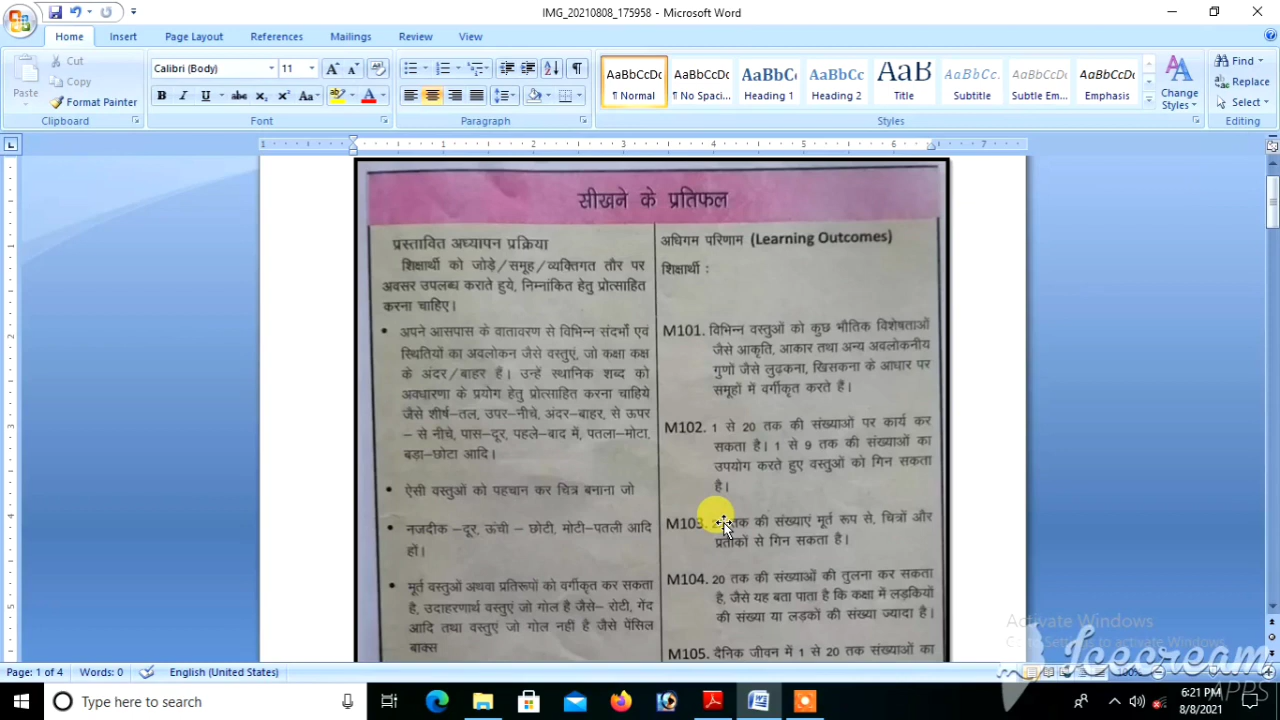 IMG_20210808_175958 - Microsoft Word
Home Insert Page Layout References Mailings Review View
Paste
Cut
Copy
Format Painter
Clipboard
Calibri (Body) 11
Font
Paragraph
AaBbCcDc AaBbCcDc AaBbC AaBbCc AaB AaBbCc. AaBbCcDc AaBbCcDc
¶ Normal ¶ No Spaci... Heading 1 Heading 2 Title Subtitle Subtle Em... Emphasis
Change Styles
Styles
Find
Replace
Select
Editing
सीखने के प्रतिफल
प्रस्तावित अध्यापन प्रक्रिया
शिक्षार्थी को जोड़े/समूह/व्यक्तिगत तौर पर
अवसर उपलब्ध कराते हुये, निम्नांकित हेतु प्रोत्साहित
करना चाहिए।
• अपने आसपास के वातावरण से विभिन्न संदर्भो एवं
स्थितियों का अवलोकन जैसे वस्तुएं, जो कक्षा कक्ष
के अंदर/बाहर हैं। उन्हें स्थानिक शब्द को
अवधारणा के प्रयोग हेतु प्रोत्साहित करना चाहिये
जैसे शीर्ष-तल, उपर-नीचे, अंदर-बाहर, से ऊपर
- से नीचे, पास-दूर, पहले-बाद में, पतला-मोटा,
बड़ा-छोटा आदि।
• ऐसी वस्तुओं को पहचान कर चित्र बनाना जो
• नजदीक -दूर, ऊंची - छोटी, मोटी-पतली आदि
हों।
• मूर्त वस्तुओं अथवा प्रतिरूपों को वर्गीकृत कर सकता
है, उदाहरणार्थ वस्तुएं जो गोल है जैसे- रोटी, गेंद
आदि तथा वस्तुएं जो गोल नहीं है जैसे पेंसिल
बाक्स
अधिगम परिणाम (Learning Outcomes)
शिक्षार्थी :
M101. विभिन्न वस्तुओं को कुछ भौतिक विशेषताओं
जैसे आकृति, आकार तथा अन्य अवलोकनीय
गुणों जैसे लुढ़कना, खिसकना के आधार पर
समूहों में वर्गीकृत करते हैं।
M102. 1 से 20 तक की संख्याओं पर कार्य कर
सकता है। 1 से 9 तक की संख्याओं का
उपयोग करते हुए वस्तुओं को गिन सकता
है।
M103. तक की संख्याएं मूर्त रूप से, चित्रों और
प्रतीकों से गिन सकता है।
M104. 20 तक की संख्याओं की तुलना कर सकता
है, जैसे यह बता पाता है कि कक्षा में लड़कियों
की संख्या या लड़कों की संख्या ज्यादा है।
M105. दैनिक जीवन में 1 से 20 तक संख्याओं का
Activate Windows
Icecream
APPS
Page: 1 of 4 Words: 0 English (United States)
Type here to search
6:21 PM
8/8/2021